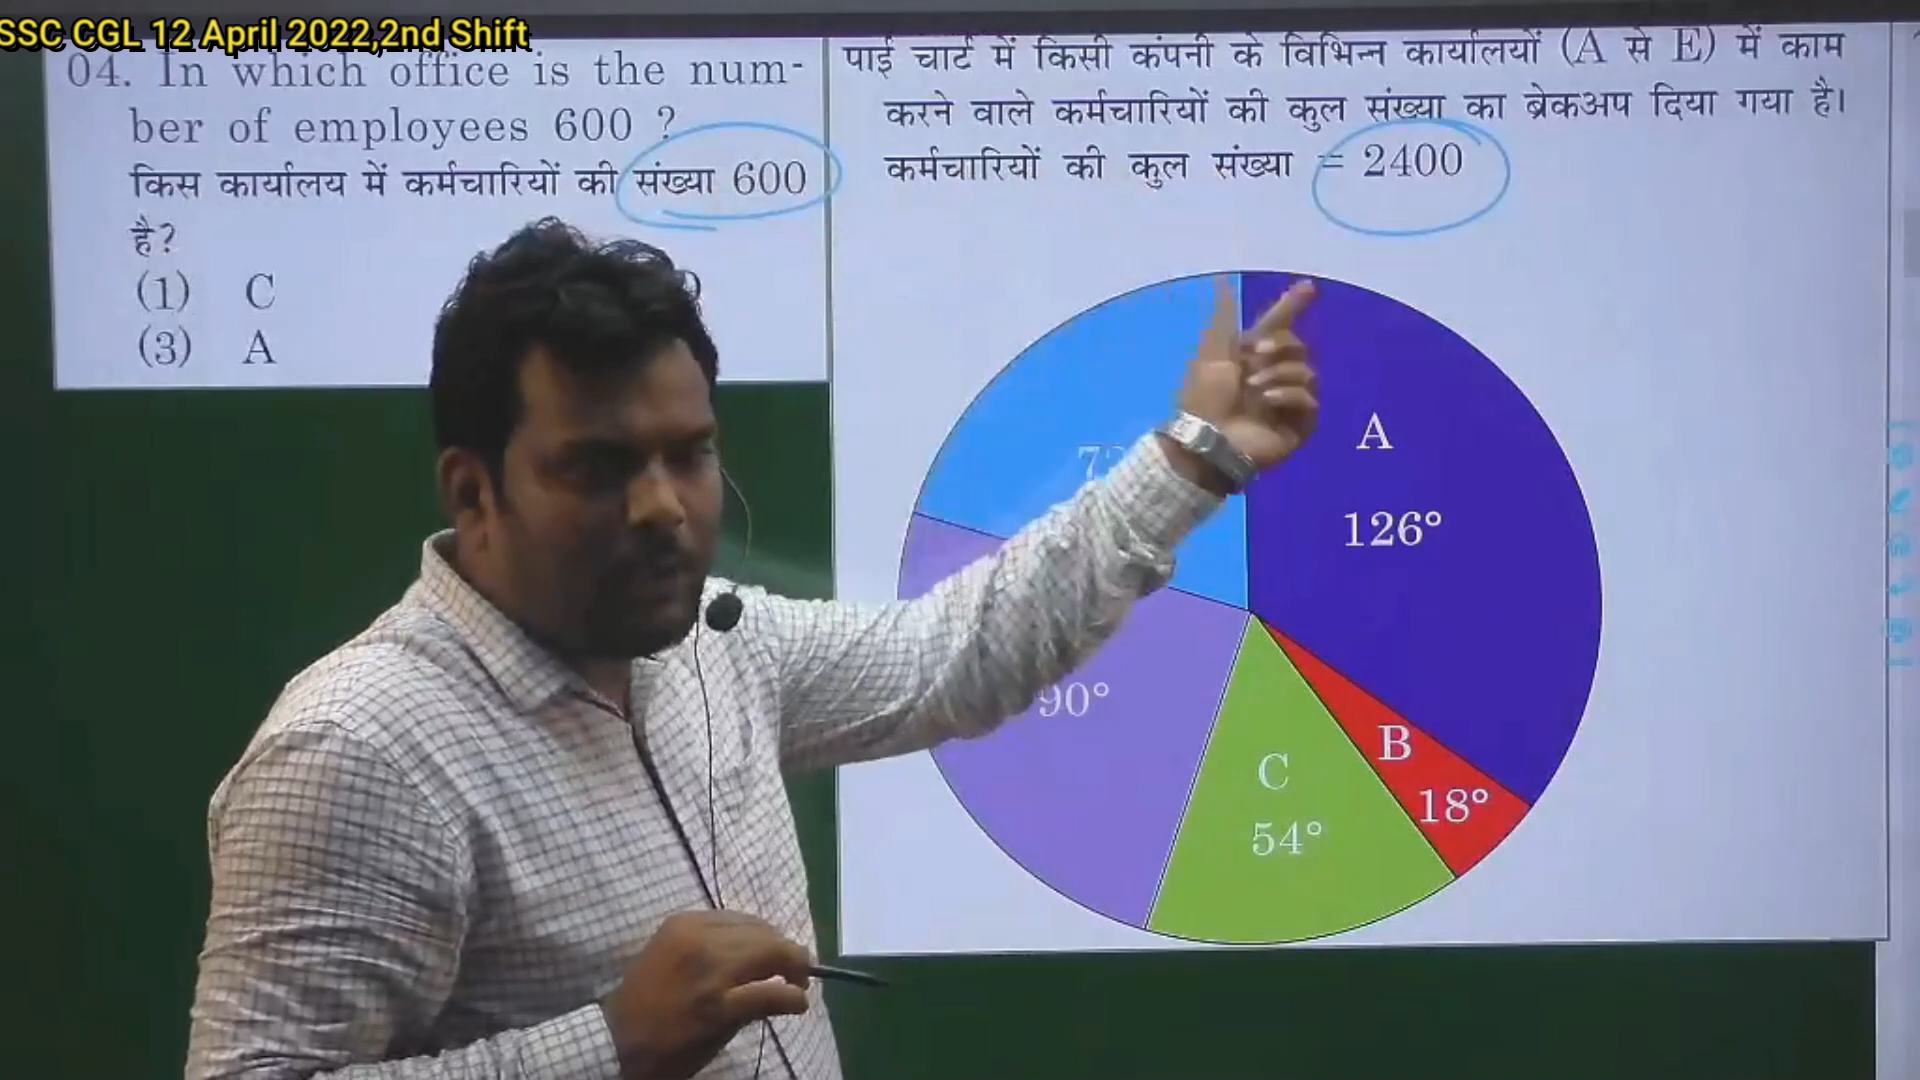 SSC CGL 12 April 2022,2nd Shift
04. In which office is the num-
ber of employees 600 ?
किस कार्यालय में कर्मचारियों की संख्या 600
है?
(1) C
(3) A
पाई चार्ट में किसी कंपनी के विभिन्न कार्यालयों (A से E) में काम
करने वाले कर्मचारियों की कुल संख्या का ब्रेकअप दिया गया है।
कर्मचारियों की कुल संख्या = 2400
A
126°
B
18°
C
54°
90°